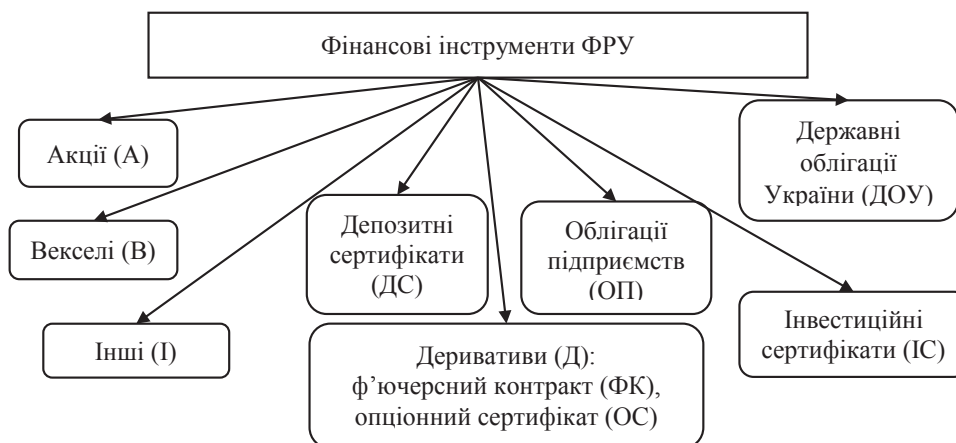 Фінансові інструменти ФРУ
Акції (А)
Державні
облігації
України (ДОУ)
Векселі (В)
Депозитні
сертифікати
(ДС)
Облігації
підприємств
(ОП)
Інші (І)
Деривативи (Д):
ф’ючерсний контракт (ФК),
опціонний сертифікат (ОС)
Інвестиційні
сертифікати (ІС)